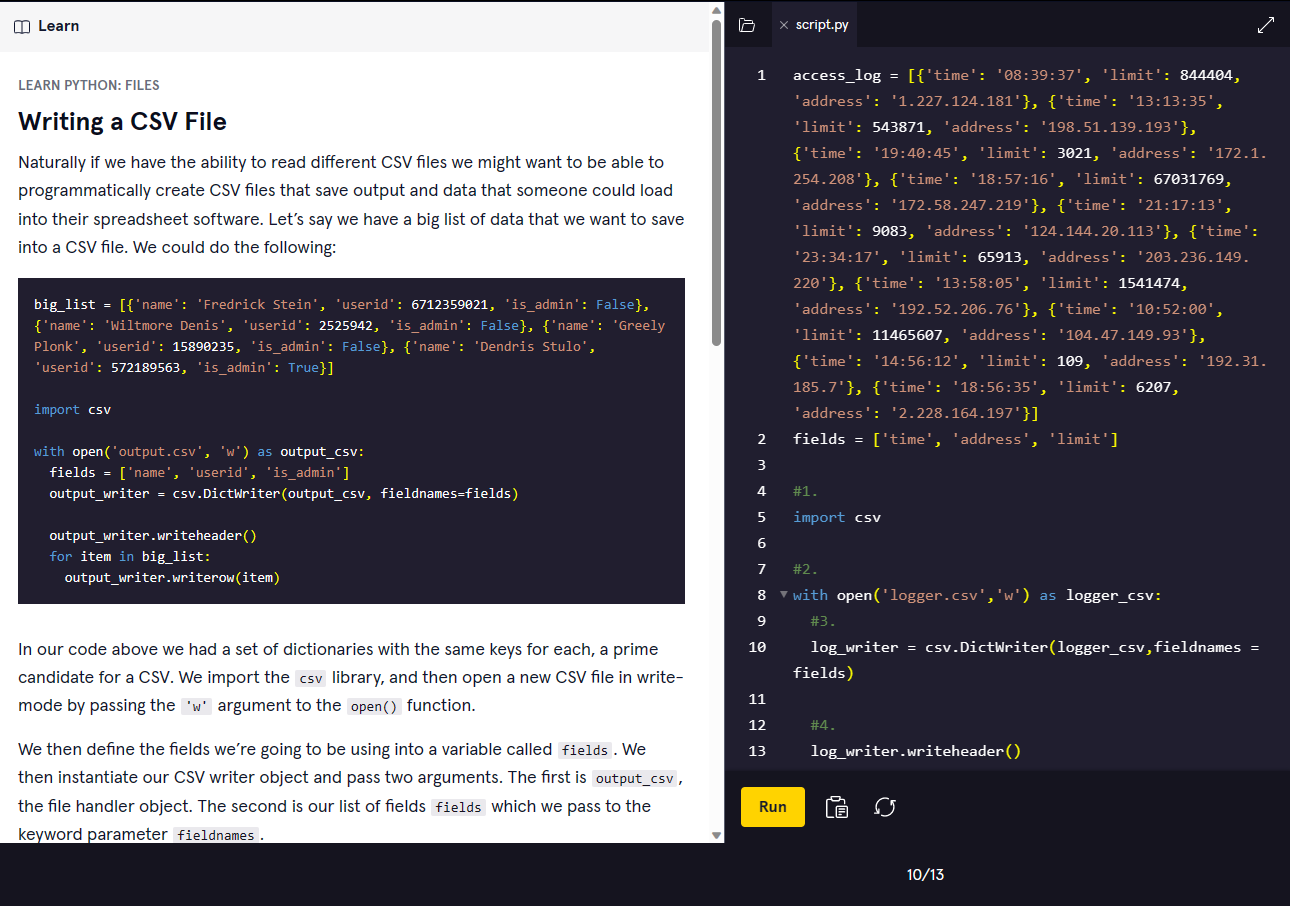 Learn
LEARN PYTHON: FILES
Writing a CSV File
Naturally if we have the ability to read different CSV files we might want to be able to
programmatically create CSV files that save output and data that someone could load
into their spreadsheet software. Let’s say we have a big list of data that we want to save
into a CSV file. We could do the following:
big_list = [{'name': 'Fredrick Stein', 'userid': 6712359021, 'is_admin': False},
{'name': 'Wiltmore Denis', 'userid': 2525942, 'is_admin': False}, {'name': 'Greely
Plonk', 'userid': 15890235, 'is_admin': False}, {'name': 'Dendris Stulo',
'userid': 572189563, 'is_admin': True}]
import csv
with open('output.csv', 'w') as output_csv:
  fields = ['name', 'userid', 'is_admin']
  output_writer = csv.DictWriter(output_csv, fieldnames=fields)
  output_writer.writeheader()
  for item in big_list:
    output_writer.writerow(item)
In our code above we had a set of dictionaries with the same keys for each, a prime
candidate for a CSV. We import the csv library, and then open a new CSV file in write-
mode by passing the 'w' argument to the open() function.
We then define the fields we’re going to be using into a variable called fields. We
then instantiate our CSV writer object and pass two arguments. The first is output_csv,
the file handler object. The second is our list of fields fields which we pass to the
keyword parameter fieldnames.
script.py
1 access_log = [{'time': '08:39:37', 'limit': 844404,
'address': '1.227.124.181'}, {'time': '13:13:35',
'limit': 543871, 'address': '198.51.139.193'},
{'time': '19:40:45', 'limit': 3021, 'address': '172.1.
254.208'}, {'time': '18:57:16', 'limit': 67031769,
'address': '172.58.247.219'}, {'time': '21:17:13',
'limit': 9083, 'address': '124.144.20.113'}, {'time':
'23:34:17', 'limit': 65913, 'address': '203.236.149.
220'}, {'time': '13:58:05', 'limit': 1541474,
'address': '192.52.206.76'}, {'time': '10:52:00',
'limit': 11465607, 'address': '104.47.149.93'},
{'time': '14:56:12', 'limit': 109, 'address': '192.31.
185.7'}, {'time': '18:56:35', 'limit': 6207,
'address': '2.228.164.197'}]
2 fields = ['time', 'address', 'limit']
3
4 #1.
5 import csv
6
7 #2.
8 with open('logger.csv','w') as logger_csv:
9   #3.
10   log_writer = csv.DictWriter(logger_csv,fieldnames =
fields)
11
12   #4.
13   log_writer.writeheader()
Run
10/13